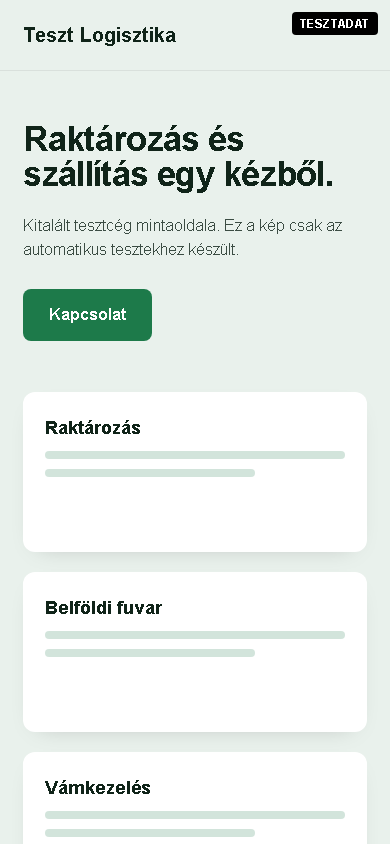 Teszt Logisztika
TESZTADAT
Raktározás és
szállítás egy kézből.
Kitalált tesztcég mintaoldala. Ez a kép csak az
automatikus tesztekhez készült.
Kapcsolat
Raktározás
Belföldi fuvar
Vámkezelés